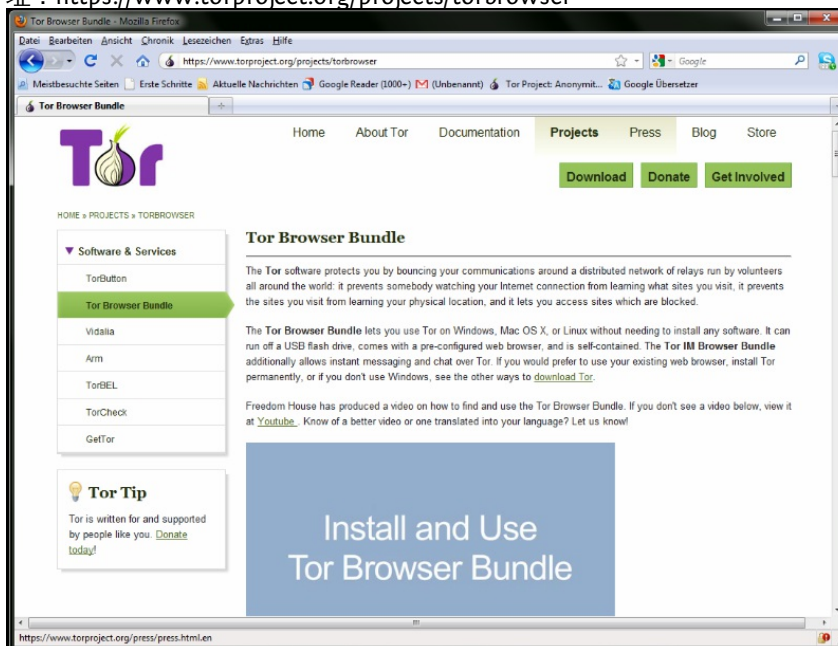 址：https://www.torproject.org/projects/torbrowser
Tor Browser Bundle - Mozilla Firefox
Datei Bearbeiten Ansicht Chronik Lesezeichen Extras Hilfe
https://www.torproject.org/projects/torbrowser
Google
Meistbesuchte Seiten Erste Schritte Aktuelle Nachrichten Google Reader (1000+) (Unbenannt) Tor Project: Anonymit... Google Übersetzer
Tor Browser Bundle
Tor
Home About Tor Documentation Projects Press Blog Store
Download Donate Get Involved
HOME » PROJECTS » TORBROWSER
Software & Services
TorButton
Tor Browser Bundle
Vidalia
Arm
TorBEL
TorCheck
GetTor
Tor Tip
Tor is written for and supported
by people like you. Donate
today!
Tor Browser Bundle
The Tor software protects you by bouncing your communications around a distributed network of relays run by volunteers
all around the world: it prevents somebody watching your Internet connection from learning what sites you visit, it prevents
the sites you visit from learning your physical location, and it lets you access sites which are blocked.
The Tor Browser Bundle lets you use Tor on Windows, Mac OS X, or Linux without needing to install any software. It can
run off a USB flash drive, comes with a pre-configured web browser, and is self-contained. The Tor IM Browser Bundle
additionally allows instant messaging and chat over Tor. If you would prefer to use your existing web browser, install Tor
permanently, or if you don't use Windows, see the other ways to download Tor.
Freedom House has produced a video on how to find and use the Tor Browser Bundle. If you don't see a video below, view it
at Youtube . Know of a better video or one translated into your language? Let us know!
Install and Use
Tor Browser Bundle
https://www.torproject.org/press/press.html.en